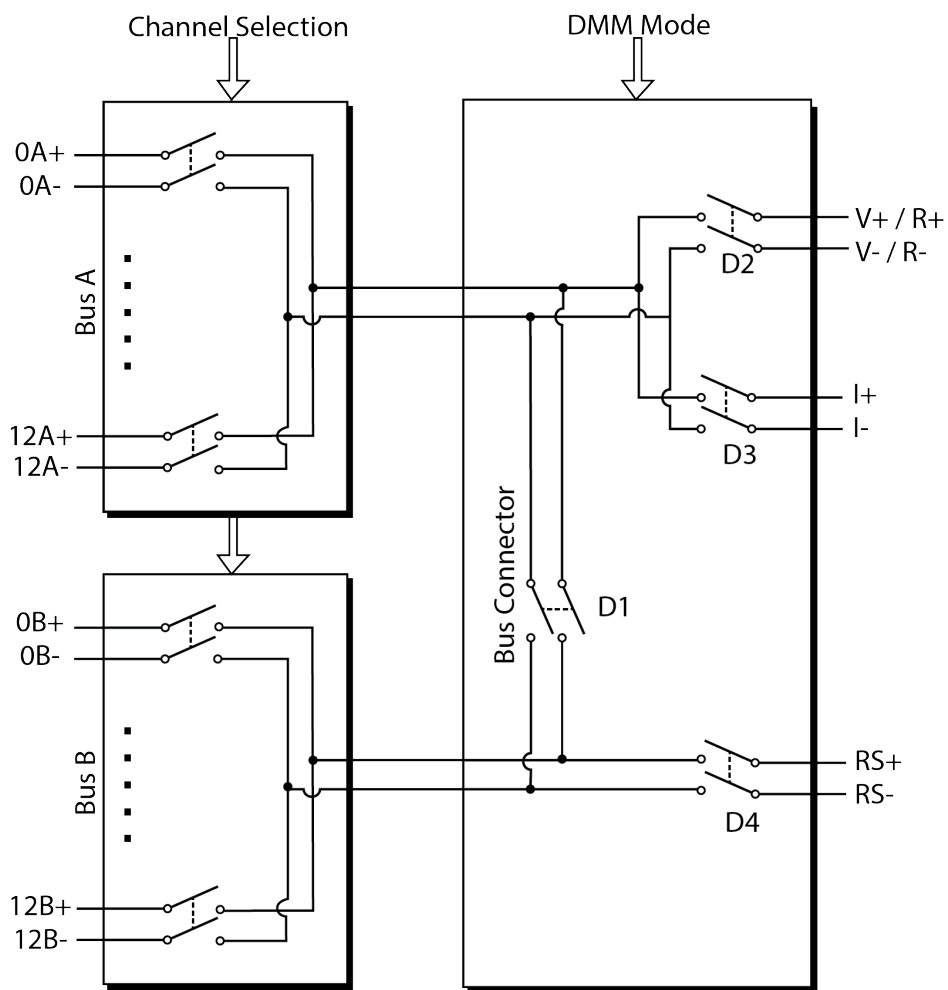 Channel Selection
DMM Mode
0A+
0A-
Bus A
12A+
12A-
V+ / R+
V- / R-
D2
I+
I-
D3
Bus Connector
D1
0B+
0B-
Bus B
12B+
12B-
RS+
RS-
D4